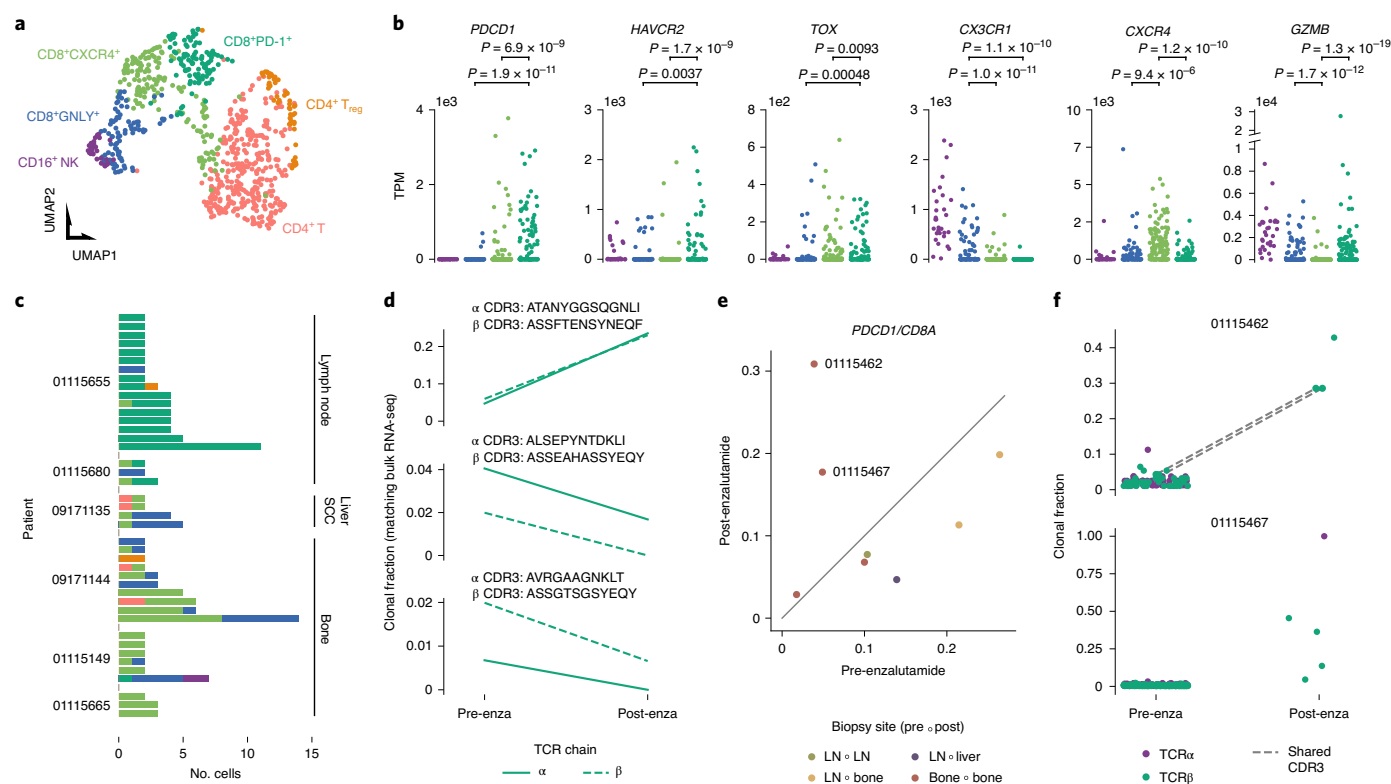 a
CD8+CXCR4+
CD8+PD-1+
CD8+GNLY+
CD4+ Treg
CD16+ NK
CD4+ T
UMAP2
UMAP1
b
PDCD1
P = 6.9 × 10−9
P = 1.9 × 10−11
1e3
TPM
4
2
0
HAVCR2
P = 1.7 × 10−9
P = 0.0037
1e3
3
2
1
0
TOX
P = 0.0093
P = 0.00048
8
6
4
2
0
1e2
CX3CR1
P = 1.1 × 10−10
P = 1.0 × 10−11
1e3
3
2
1
0
CXCR4
P = 1.2 × 10−10
P = 9.4 × 10−6
1e3
10
7
5
2
0
GZMB
P = 1.3 × 10−19
P = 1.7 × 10−12
1e4
3
2
1
0.8
0.6
0.4
0.2
0
c
Patient
01115655
01115680
09171135
09171144
01115149
01115665
Lymph node
Liver
SCC
Bone
0 5 10 15
No. cells
d
Clonal fraction (matching bulk RNA-seq)
α CDR3: ATANYGGSQGNLI
β CDR3: ASSFTENSYNEQF
0.2
0.1
0
α CDR3: ALSEPYNTDKLI
β CDR3: ASSEAHASSYEQY
0.04
0.02
0
α CDR3: AVRGAAGNKLT
β CDR3: ASSGTSGSYEQY
0.02
0.01
0
Pre-enza Post-enza
TCR chain
α β
e
PDCD1/CD8A
Post-enzalutamide
0.3
0.2
0.1
0
01115462
01115467
0 0.1 0.2
Pre-enzalutamide
Biopsy site (pre ∘ post)
LN ∘ LN LN ∘ liver
LN ∘ bone Bone ∘ bone
f
Clonal fraction
01115462
0.4
0.3
0.2
0.1
0
01115467
1.00
0.75
0.50
0.25
0
Pre-enza Post-enza
TCRα
TCRβ
Shared
CDR3